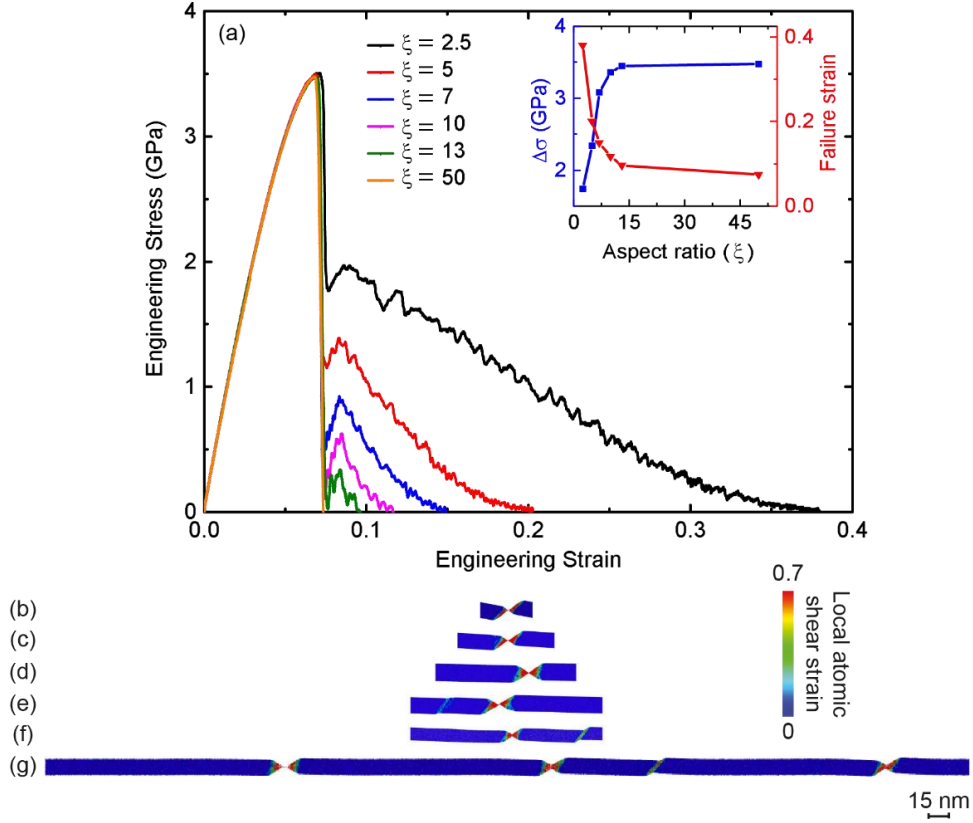 (a)
ξ = 2.5
ξ = 5
ξ = 7
ξ = 10
ξ = 13
ξ = 50
Engineering Stress (GPa)
4
3
2
1
0
0.0 0.1 0.2 0.3 0.4
Engineering Strain
Δσ (GPa)
4
3
2
0 15 30 45
Aspect ratio (ξ)
0.4
0.2
0.0
Failure strain
(b)
(c)
(d)
(e)
(f)
(g)
0.7
0
Local atomic
shear strain
15 nm